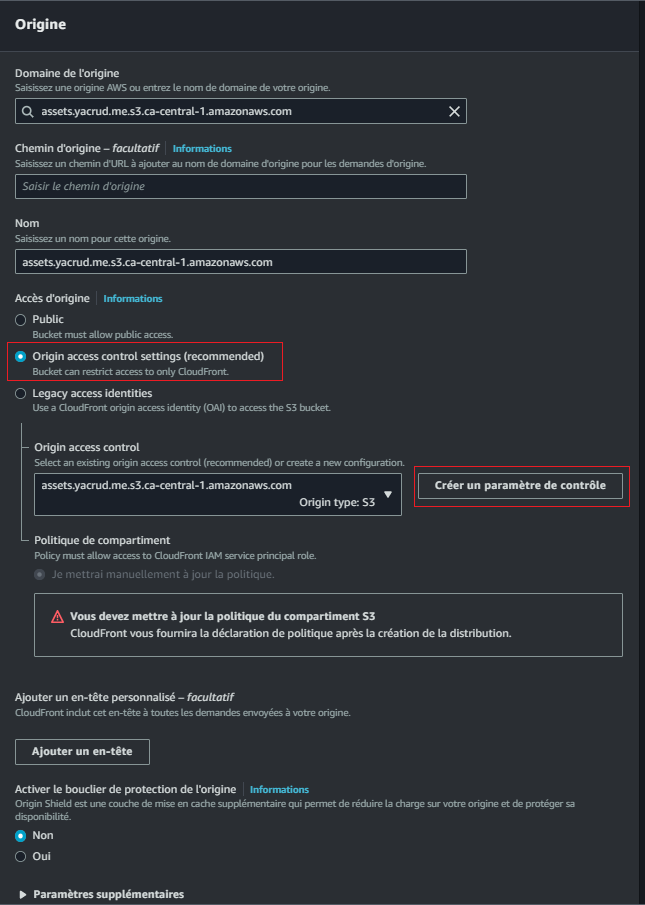 Origine
Domaine de l'origine
Saisissez une origine AWS ou entrez le nom de domaine de votre origine.
assets.yacrud.me.s3.ca-central-1.amazonaws.com
Chemin d'origine – facultatif
Informations
Saisissez un chemin d'URL à ajouter au nom de domaine d'origine pour les demandes d'origine.
Saisir le chemin d'origine
Nom
Saisissez un nom pour cette origine.
assets.yacrud.me.s3.ca-central-1.amazonaws.com
Accès d'origine
Informations
Public
Bucket must allow public access.
Origin access control settings (recommended)
Bucket can restrict access to only CloudFront.
Legacy access identities
Use a CloudFront origin access identity (OAI) to access the S3 bucket.
Origin access control
Select an existing origin access control (recommended) or create a new configuration.
assets.yacrud.me.s3.ca-central-1.amazonaws.com
Origin type: S3
Créer un paramètre de contrôle
Politique de compartiment
Policy must allow access to CloudFront IAM service principal role.
Je mettrai manuellement à jour la politique.
Vous devez mettre à jour la politique du compartiment S3
CloudFront vous fournira la déclaration de politique après la création de la distribution.
Ajouter un en-tête personnalisé – facultatif
CloudFront inclut cet en-tête à toutes les demandes envoyées à votre origine.
Ajouter un en-tête
Activer le bouclier de protection de l'origine
Informations
Origin Shield est une couche de mise en cache supplémentaire qui permet de réduire la charge sur votre origine et de protéger sa
disponibilité.
Non
Oui
Paramètres supplémentaires